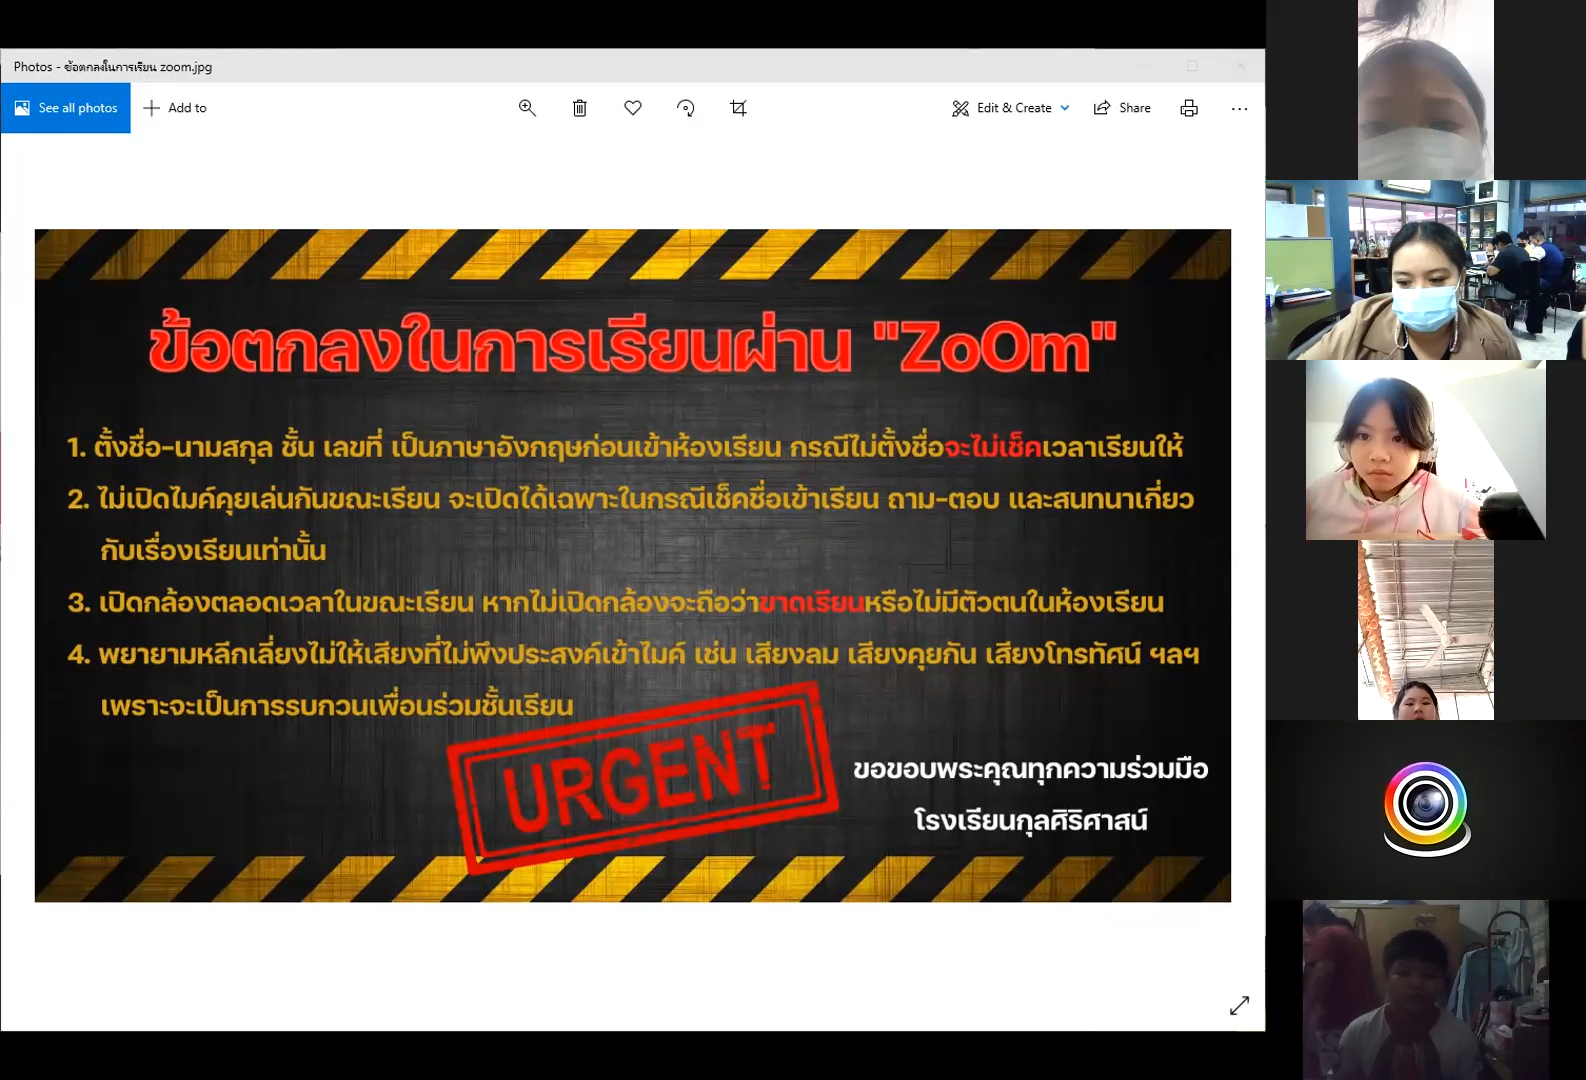 Photos - ข้อตกลงในการเรียน zoom.jpg
See all photos
Add to
Edit & Create
Share
ข้อตกลงในการเรียนผ่าน "ZoOm"
1. ตั้งชื่อ-นามสกุล ชั้น เลขที่ เป็นภาษาอังกฤษก่อนเข้าห้องเรียน กรณีไม่ตั้งชื่อจะไม่เช็คเวลาเรียนให้
2. ไม่เปิดไมค์คุยเล่นกันขณะเรียน จะเปิดได้เฉพาะในกรณีเช็คชื่อเข้าเรียน ถาม-ตอบ และสนทนาเกี่ยว
กับเรื่องเรียนเท่านั้น
3. เปิดกล้องตลอดเวลาในขณะเรียน หากไม่เปิดกล้องจะถือว่าขาดเรียนหรือไม่มีตัวตนในห้องเรียน
4. พยายามหลีกเลี่ยงไม่ให้เสียงที่ไม่พึงประสงค์เข้าไมค์ เช่น เสียงลม เสียงคุยกัน เสียงโทรทัศน์ ฯลฯ
เพราะจะเป็นการรบกวนเพื่อนร่วมชั้นเรียน
URGENT
ขอขอบพระคุณทุกความร่วมมือ
โรงเรียนกุลศิริศาสน์